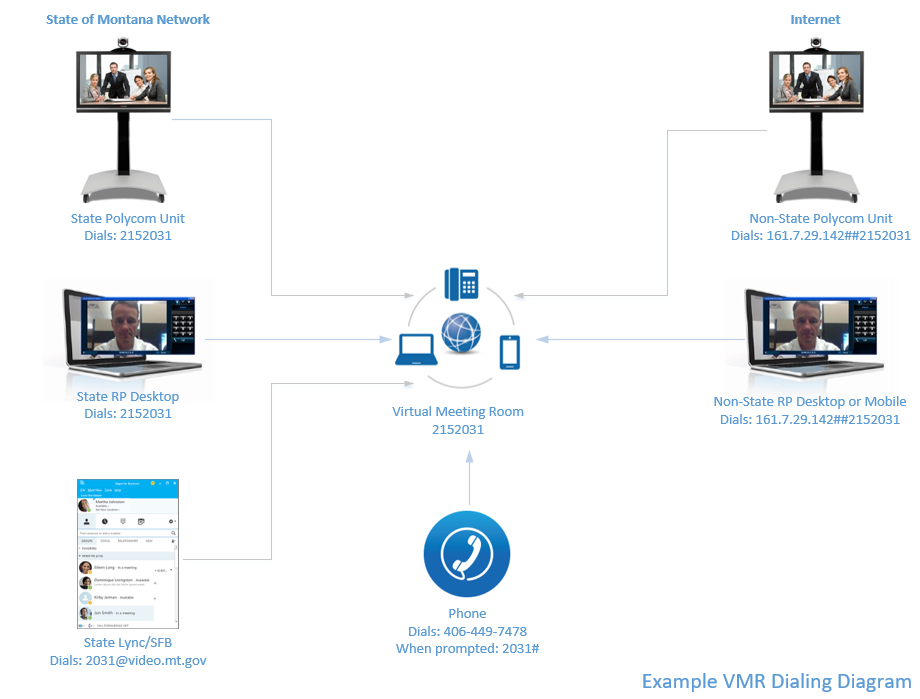 State of Montana Network
Internet
State Polycom Unit
Dials: 2152031
Non-State Polycom Unit
Dials: 161.7.29.142##2152031
State RP Desktop
Dials: 2152031
Virtual Meeting Room
2152031
Non-State RP Desktop or Mobile
Dials: 161.7.29.142##2152031
State Lync/SFB
Dials: 2031@video.mt.gov
Phone
Dials: 406-449-7478
When prompted: 2031#
Example VMR Dialing Diagram